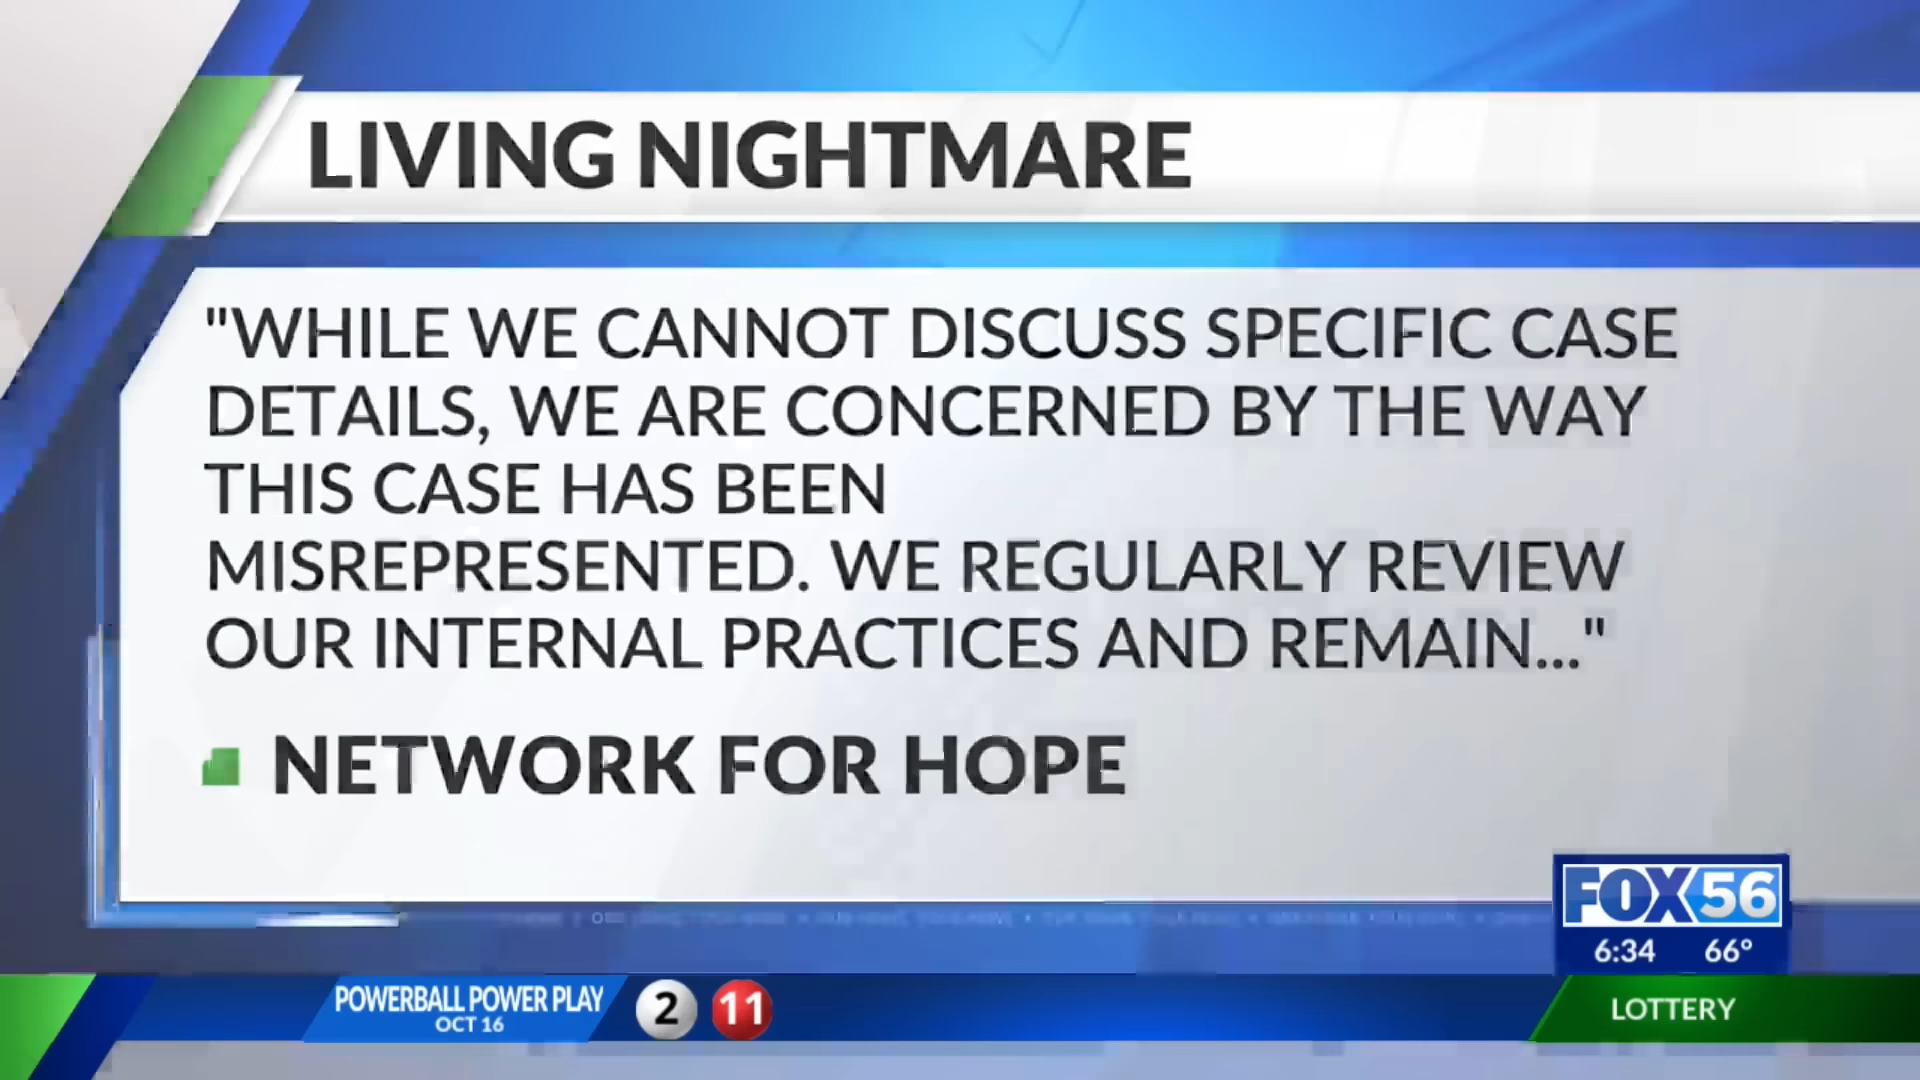 LIVING NIGHTMARE
"WHILE WE CANNOT DISCUSS SPECIFIC CASE
DETAILS, WE ARE CONCERNED BY THE WAY
THIS CASE HAS BEEN
MISREPRESENTED. WE REGULARLY REVIEW
OUR INTERNAL PRACTICES AND REMAIN..."
NETWORK FOR HOPE
FOX 56
6:34 66°
POWERBALL POWER PLAY
OCT 16
2 11
LOTTERY